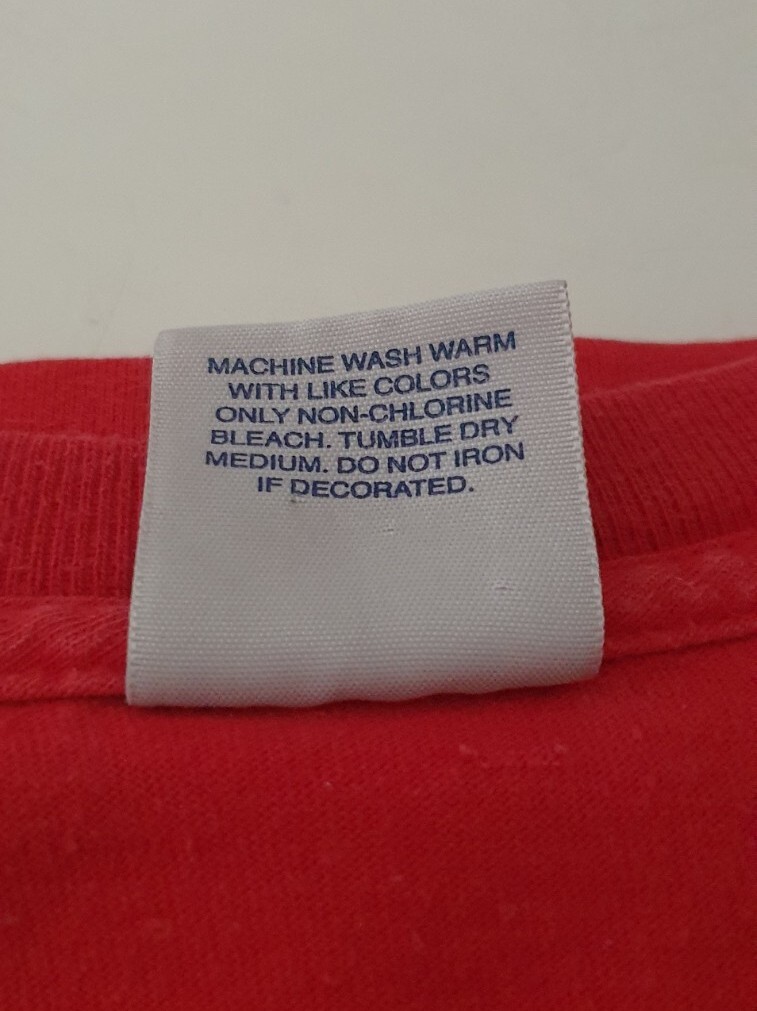 MACHINE WASH WARM
WITH LIKE COLORS
ONLY NON-CHLORINE
BLEACH. TUMBLE DRY
MEDIUM. DO NOT IRON
IF DECORATED.